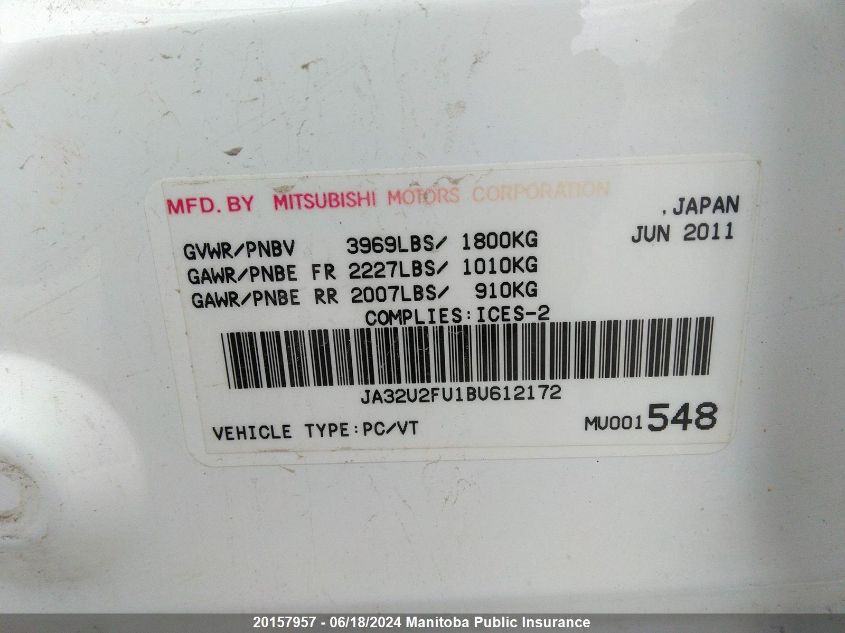 MFD. BY MITSUBISHI MOTORS CORPORATION , JAPAN
JUN 2011
GVWR/PNBV 3969LBS/ 1800KG
GAWR/PNBE FR 2227LBS/ 1010KG
GAWR/PNBE RR 2007LBS/ 910KG
COMPLIES:ICES-2
JA32U2FU1BU612172
VEHICLE TYPE:PC/VT MU001548
20157957 - 06/18/2024 Manitoba Public Insurance